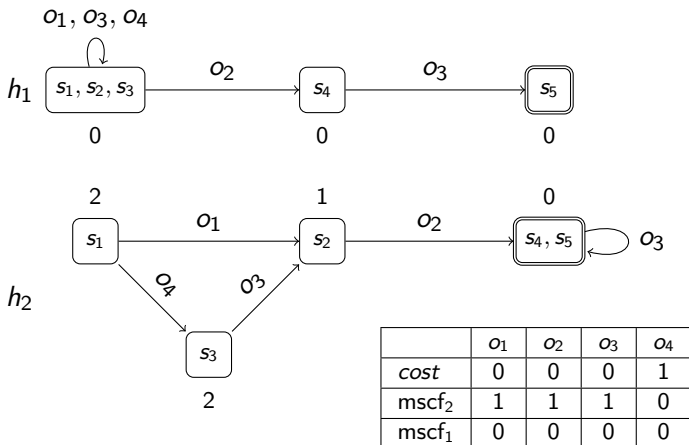 o₁, o₃, o₄
h₁ s₁, s₂, s₃ o₂ s₄ o₃ s₅
0 0 0
2 1 0
s₁ o₁ s₂ o₂ s₄, s₅ o₃
o₄ o₃
h₂
s₃
2
o₁ o₂ o₃ o₄
cost 0 0 0 1
mscf₂ 1 1 1 0
mscf₁ 0 0 0 0